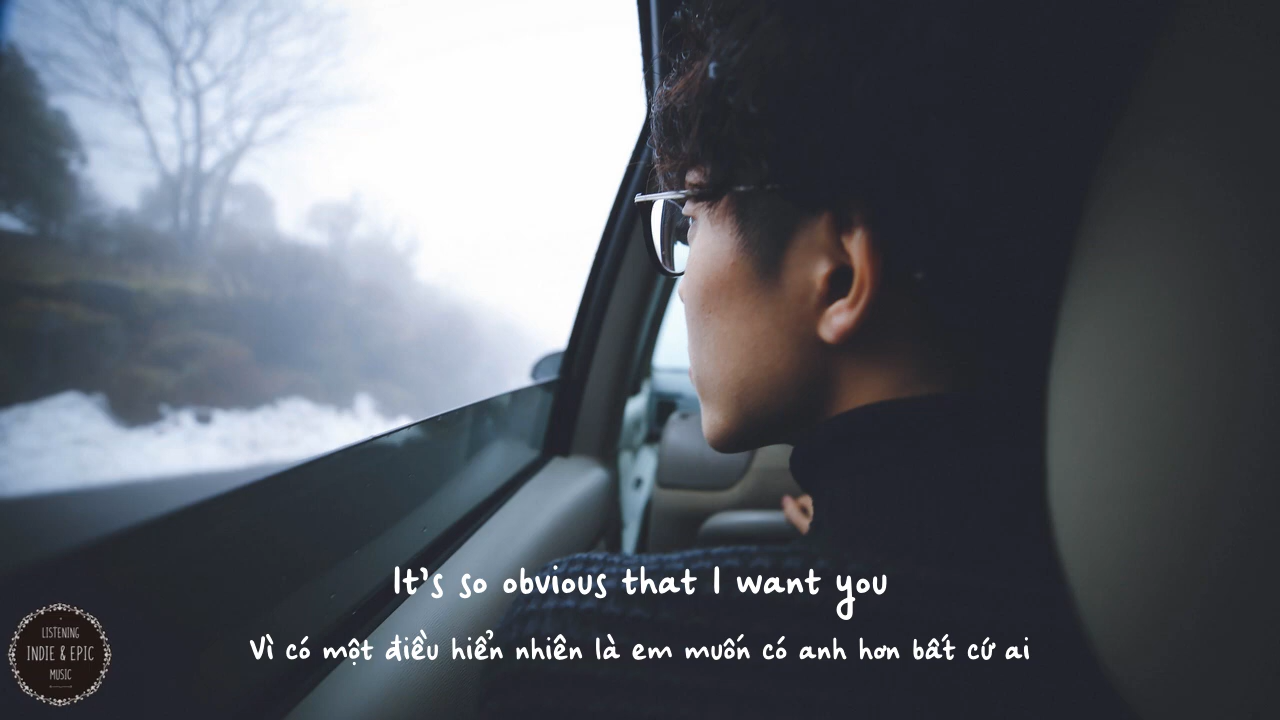 It's so obvious that I want you
Vì có một điều hiển nhiên là em muốn có anh hơn bất cứ ai
LISTENING
INDIE & EPIC
MUSIC